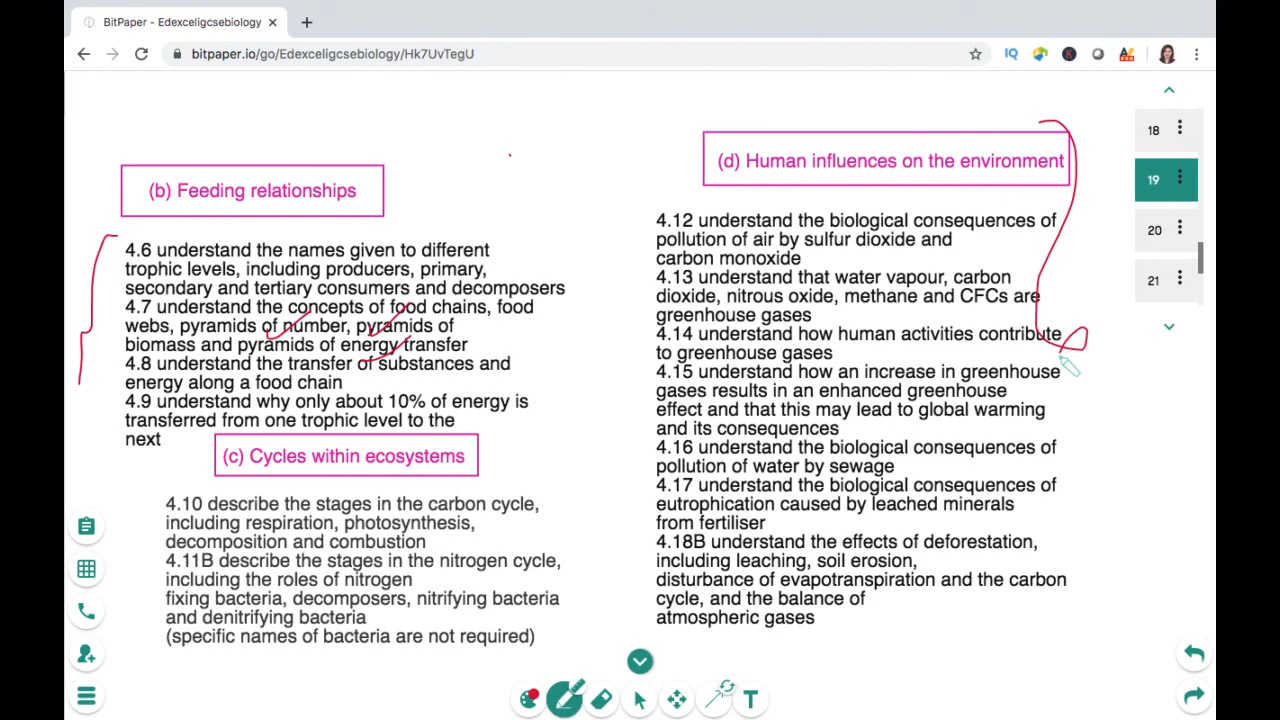 BitPaper - Edexceligcsebiology
bitpaper.io/go/Edexceligcsebiology/Hk7UvTegU
IQ
18
19
20
21
(b) Feeding relationships
4.6 understand the names given to different
trophic levels, including producers, primary,
secondary and tertiary consumers and decomposers
4.7 understand the concepts of food chains, food
webs, pyramids of number, pyramids of
biomass and pyramids of energy transfer
4.8 understand the transfer of substances and
energy along a food chain
4.9 understand why only about 10% of energy is
transferred from one trophic level to the
next
(c) Cycles within ecosystems
4.10 describe the stages in the carbon cycle,
including respiration, photosynthesis,
decomposition and combustion
4.11B describe the stages in the nitrogen cycle,
including the roles of nitrogen
fixing bacteria, decomposers, nitrifying bacteria
and denitrifying bacteria
(specific names of bacteria are not required)
(d) Human influences on the environment
4.12 understand the biological consequences of
pollution of air by sulfur dioxide and
carbon monoxide
4.13 understand that water vapour, carbon
dioxide, nitrous oxide, methane and CFCs are
greenhouse gases
4.14 understand how human activities contribute
to greenhouse gases
4.15 understand how an increase in greenhouse
gases results in an enhanced greenhouse
effect and that this may lead to global warming
and its consequences
4.16 understand the biological consequences of
pollution of water by sewage
4.17 understand the biological consequences of
eutrophication caused by leached minerals
from fertiliser
4.18B understand the effects of deforestation,
including leaching, soil erosion,
disturbance of evapotranspiration and the carbon
cycle, and the balance of
atmospheric gases
T